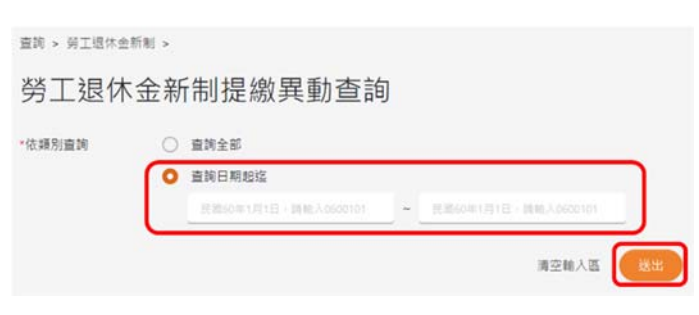 查詢 > 勞工退休金新制 >
勞工退休金新制提繳異動查詢
*依類別查詢
查詢全部
查詢日期起迄
民國60年1月1日，請輸入0600101 ~ 民國60年1月1日，請輸入0600101
清空輸入區 送出